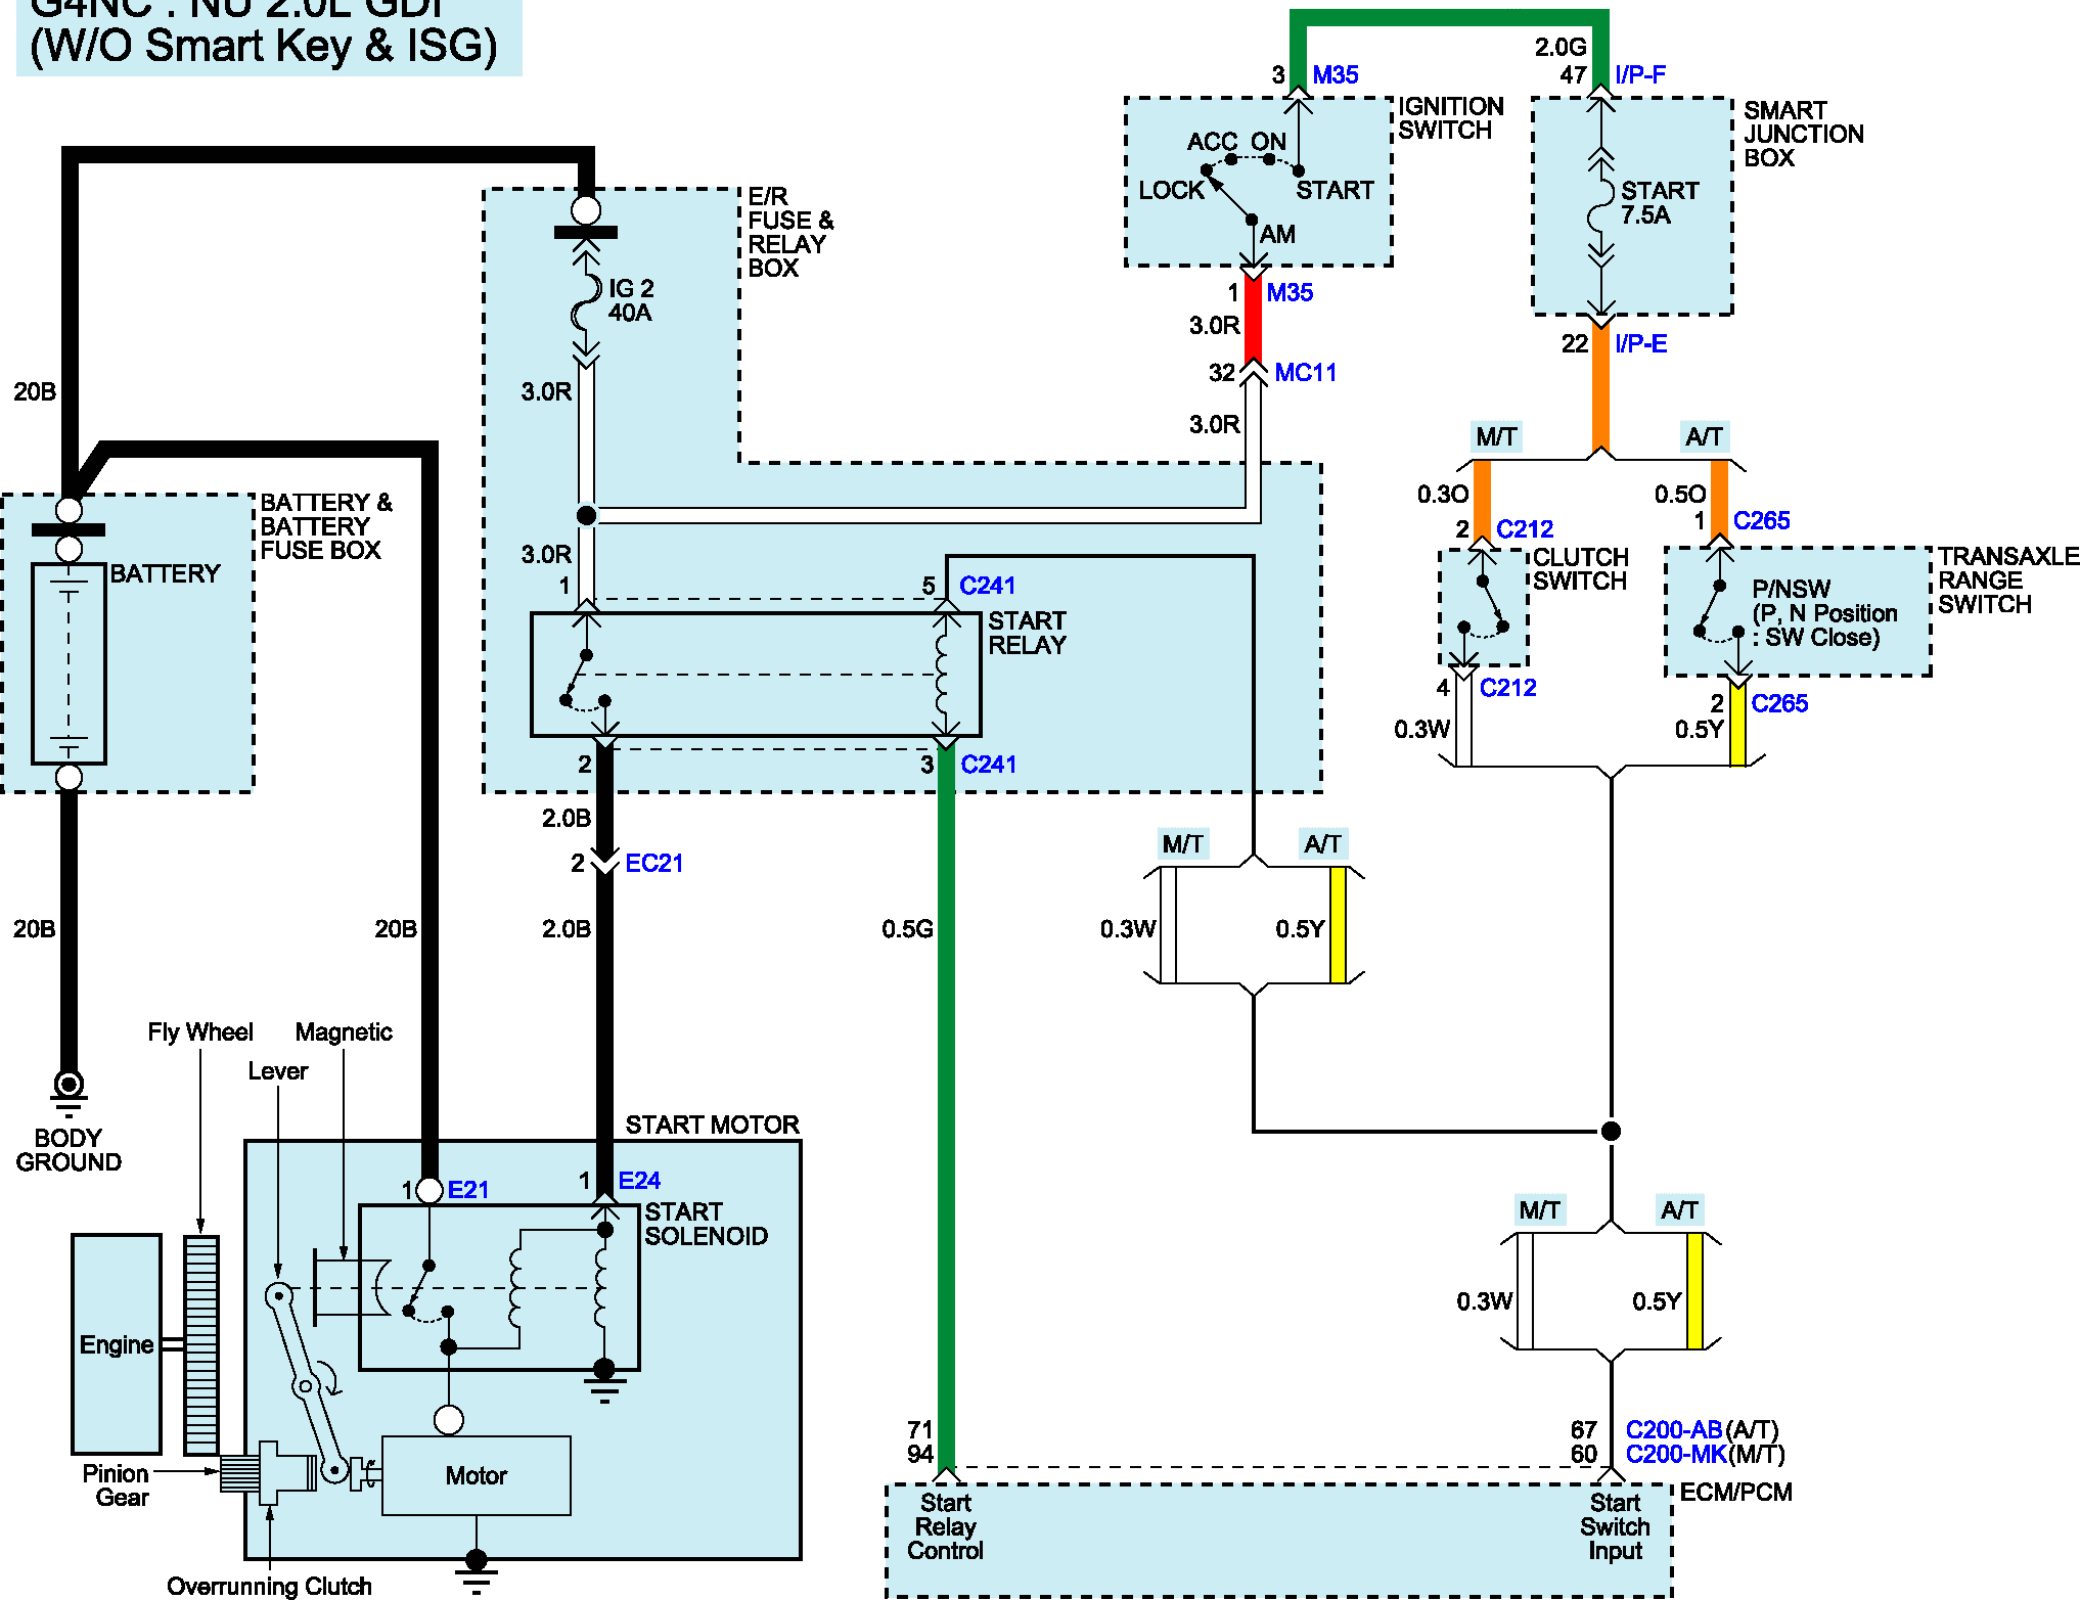 G4NC : NU 2.0L GDI
(W/O Smart Key & ISG)
2.0G
3 M35
47 I/P-F
IGNITION
SWITCH
SMART
JUNCTION
BOX
ACC ON
LOCK
START
AM
START
7.5A
E/R
FUSE &
RELAY
BOX
IG 2
40A
1 M35
3.0R
22 I/P-E
32 MC11
20B
3.0R
3.0R
M/T
A/T
BATTERY &
BATTERY
FUSE BOX
BATTERY
0.3O
0.5O
2 C212
1 C265
CLUTCH
SWITCH
TRANSAXLE
RANGE
SWITCH
P/NSW
(P, N Position
: SW Close)
3.0R
1
5 C241
START
RELAY
4 C212
2 C265
0.3W
0.5Y
2
3 C241
2.0B
2 EC21
M/T
A/T
20B
20B
2.0B
0.5G
0.3W
0.5Y
Fly Wheel
Magnetic
Lever
BODY
GROUND
START MOTOR
1 E21
1 E24
START
SOLENOID
M/T
A/T
0.3W
0.5Y
Engine
Pinion
Gear
Motor
Overrunning Clutch
71
94
67 C200-AB(A/T)
60 C200-MK(M/T)
ECM/PCM
Start
Relay
Control
Start
Switch
Input